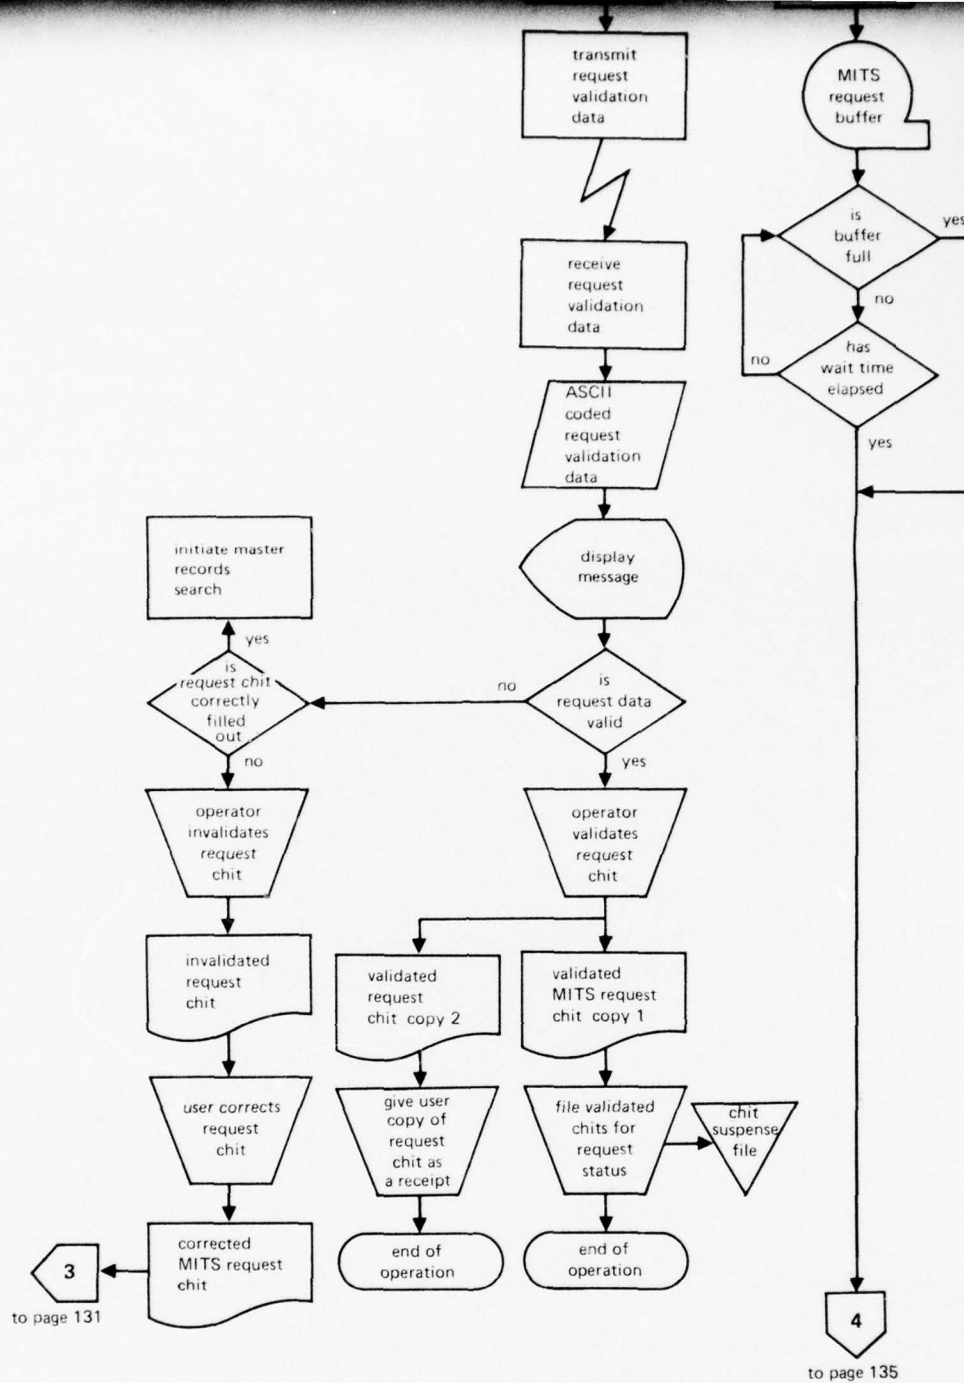 transmit
request
validation
data
MITS
request
buffer
is
buffer
full
yes
no
receive
request
validation
data
has
wait time
elapsed
no
yes
ASCII
coded
request
validation
data
display
message
initiate master
records
search
yes
is
request chit
correctly
filled
out
no
no
is
request data
valid
yes
operator
invalidates
request
chit
operator
validates
request
chit
invalidated
request
chit
validated
request
chit copy 2
validated
MITS request
chit copy 1
user corrects
request
chit
give user
copy of
request
chit as
a receipt
file validated
chits for
request
status
chit
suspense
file
corrected
MITS request
chit
3
to page 131
end of
operation
end of
operation
4
to page 135